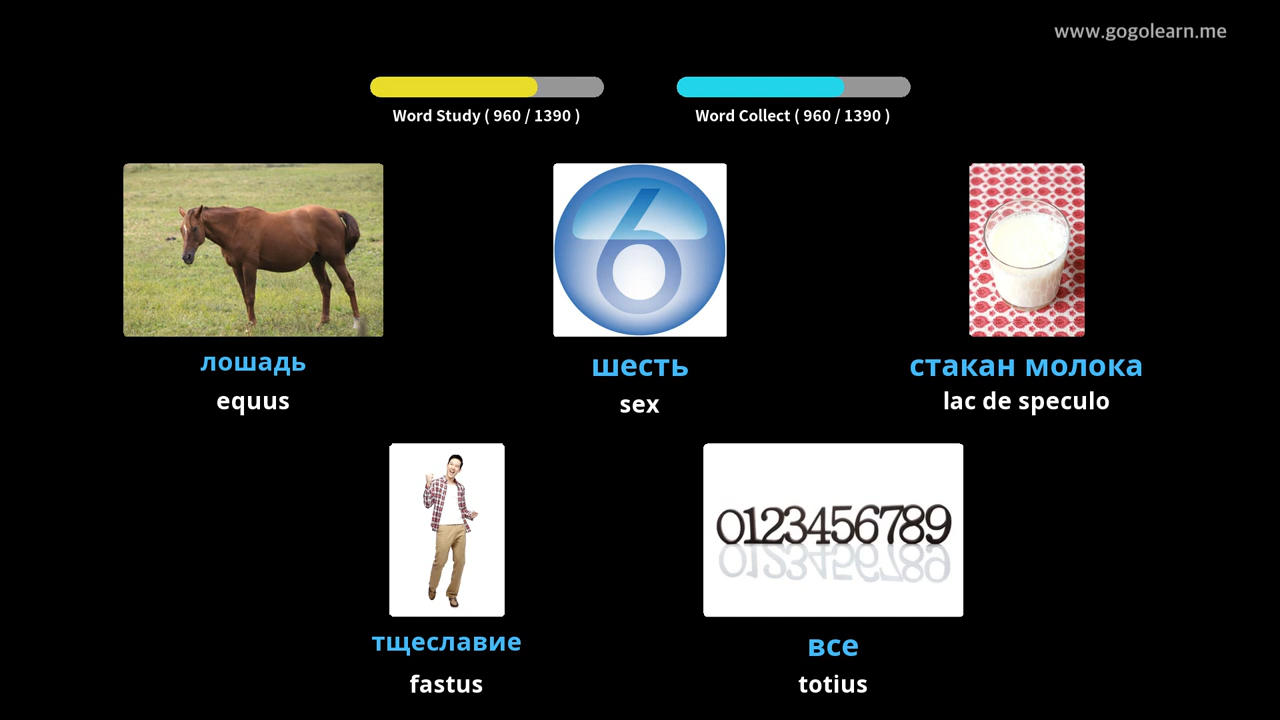 www.gogolearn.me
Word Study ( 960 / 1390 )
Word Collect ( 960 / 1390 )
6
лошадь
equus
шесть
sex
стакан молока
lac de speculo
0123456789
тщеславие
fastus
все
totius